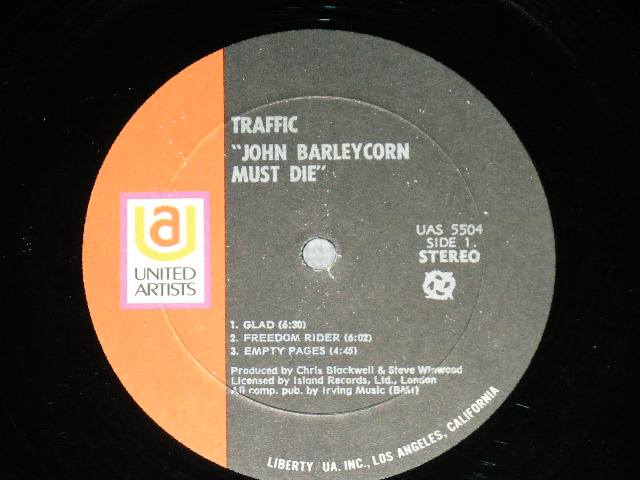 TRAFFIC
"JOHN BARLEYCORN
MUST DIE"
UAS 5504
SIDE 1.
STEREO
ua
UNITED
ARTISTS
1. GLAD (6:30)
2. FREEDOM RIDER (6:02)
3. EMPTY PAGES (4:45)
Produced by Chris Blackwell & Steve Winwood
Licensed by Island Records, Ltd., London
All comp. pub. by Irving Music (BMI)
LIBERTY/UA. INC., LOS ANGELES, CALIFORNIA